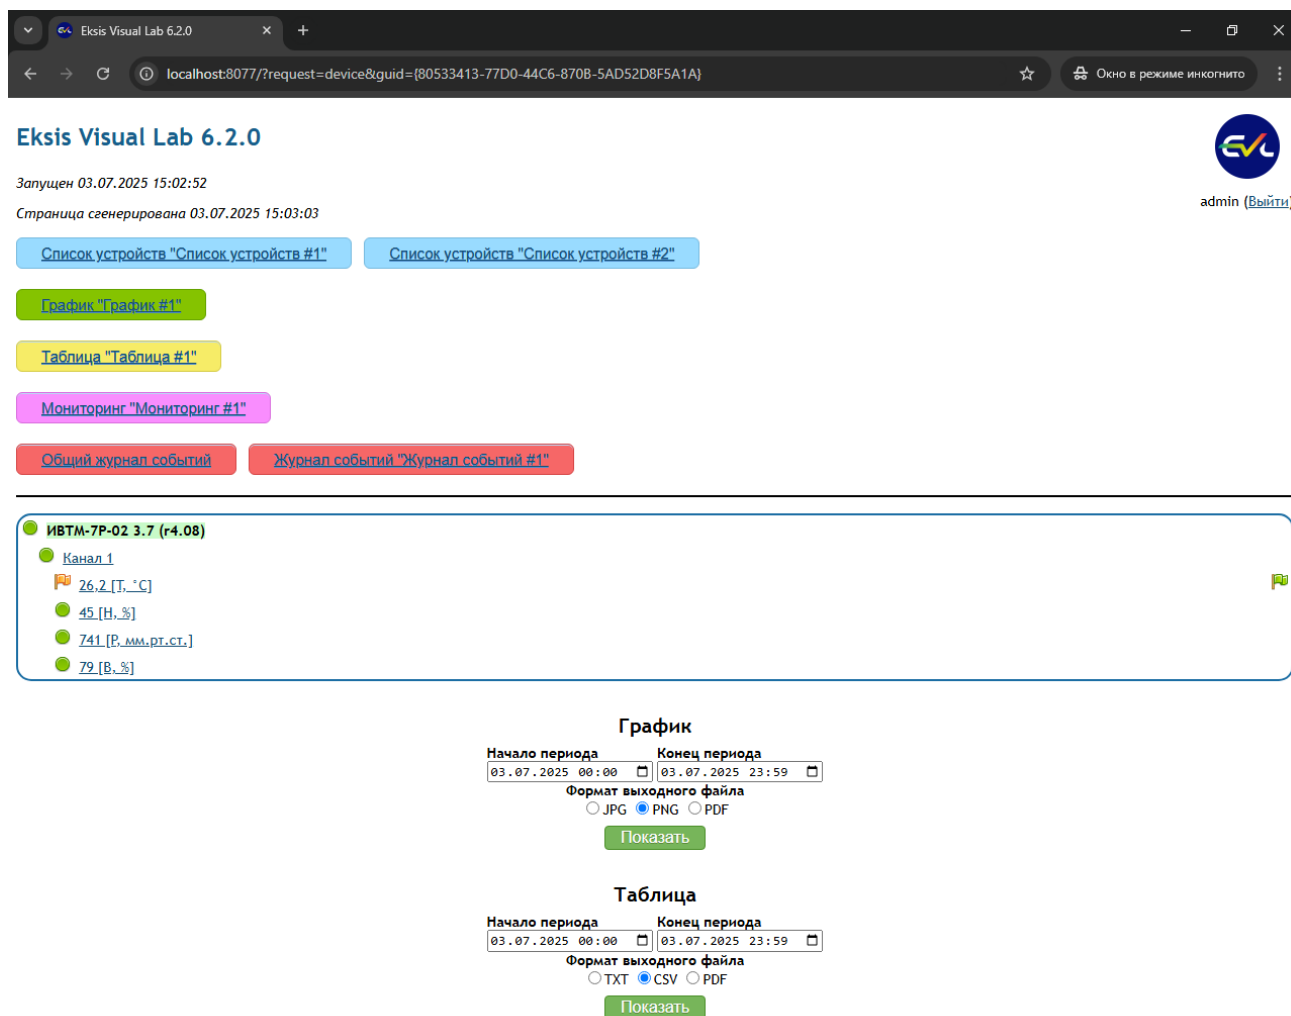 Eksis Visual Lab 6.2.0
localhost:8077/?request=device&guid={80533413-77D0-44C6-870B-5AD52D8F5A1A}
Окно в режиме инкогнито
Eksis Visual Lab 6.2.0
EVL
Запущен 03.07.2025 15:02:52
admin (Выйти)
Страница сгенерирована 03.07.2025 15:03:03
Список устройств "Список устройств #1" Список устройств "Список устройств #2"
График "График #1"
Таблица "Таблица #1"
Мониторинг "Мониторинг #1"
Общий журнал событий Журнал событий "Журнал событий #1"
ИВТМ-7Р-02 3.7 (r4.08)
Канал 1
26,2 [T, °C]
45 [H, %]
741 [P, мм.рт.ст.]
79 [B, %]
График
Начало периода Конец периода
03.07.2025 00:00 03.07.2025 23:59
Формат выходного файла
JPG PNG PDF
Показать
Таблица
Начало периода Конец периода
03.07.2025 00:00 03.07.2025 23:59
Формат выходного файла
TXT CSV PDF
Показать